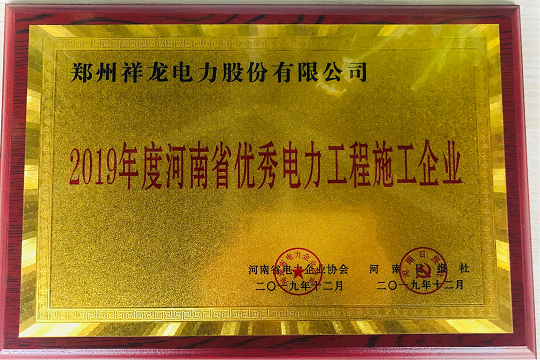 郑州祥龙电力股份有限公司
2019年度河南省优秀电力工程施工企业
河南省电力企业协会
二〇一九年十二月
河南日报社
二〇一九年十二月